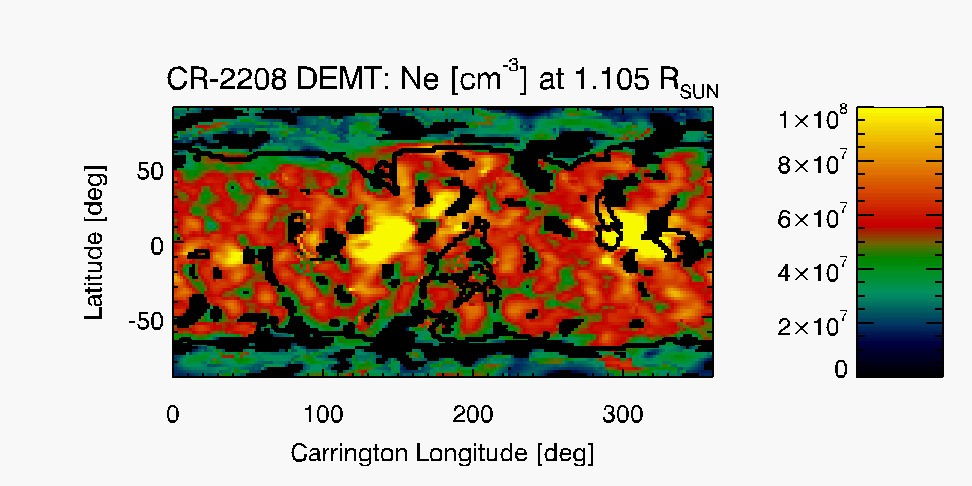 CR-2208 DEMT: Ne [cm⁻³] at 1.105 R_SUN
1×10⁸
8×10⁷
6×10⁷
4×10⁷
2×10⁷
0
50
0
-50
Latitude [deg]
0 100 200 300
Carrington Longitude [deg]